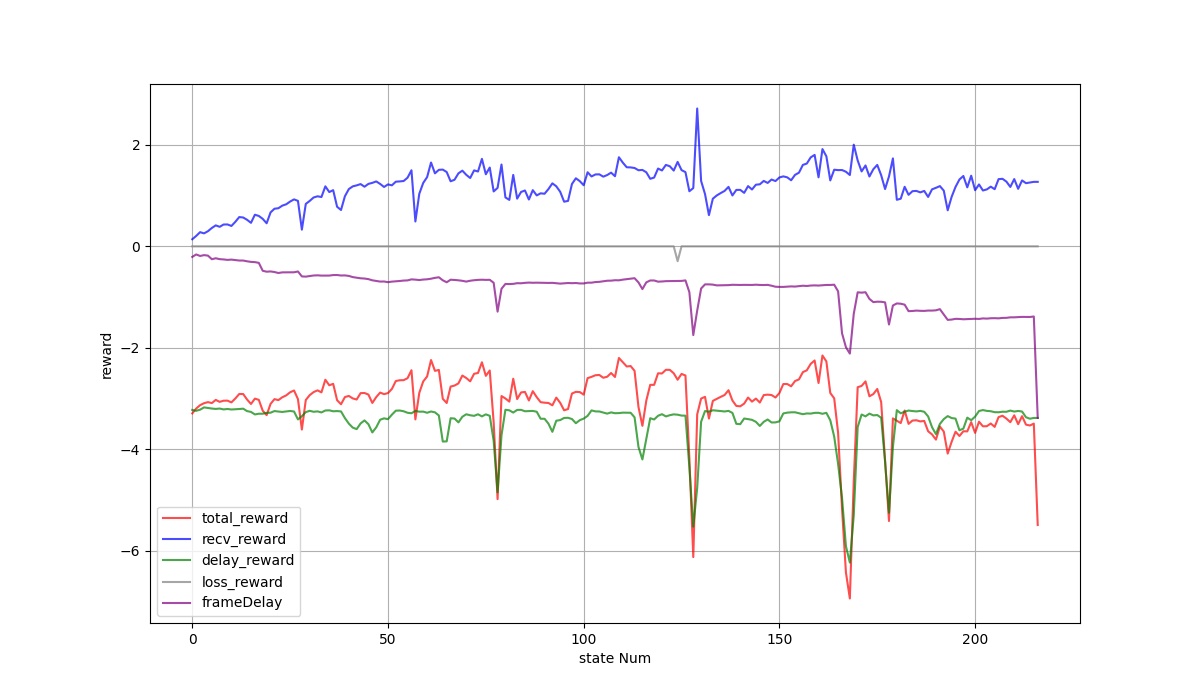 2
0
−2
−4
−6
reward
total_reward
recv_reward
delay_reward
loss_reward
frameDelay
0 50 100 150 200
state Num